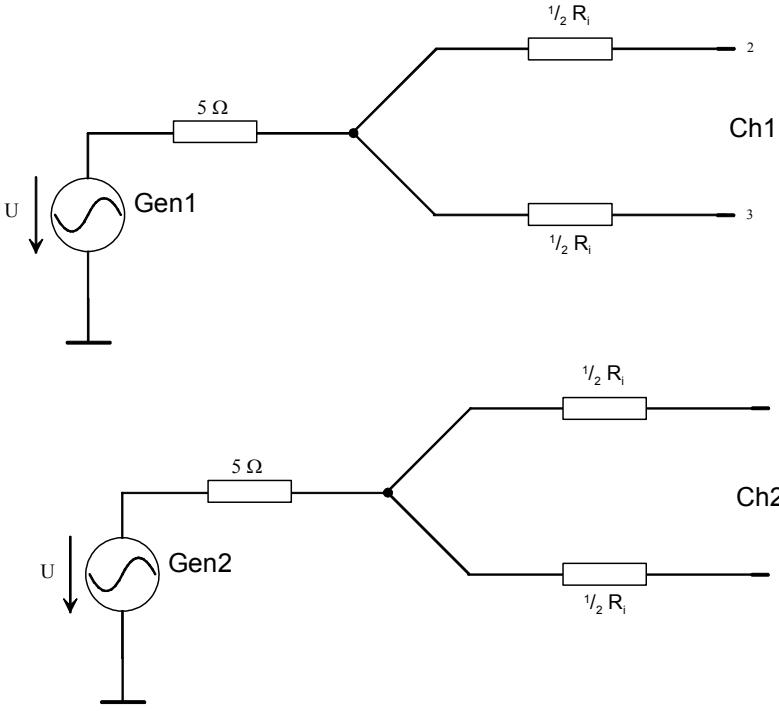 ½ Rᵢ
2
5 Ω
Ch1
U
Gen1
3
½ Rᵢ
½ Rᵢ
5 Ω
Ch2
U
Gen2
½ Rᵢ